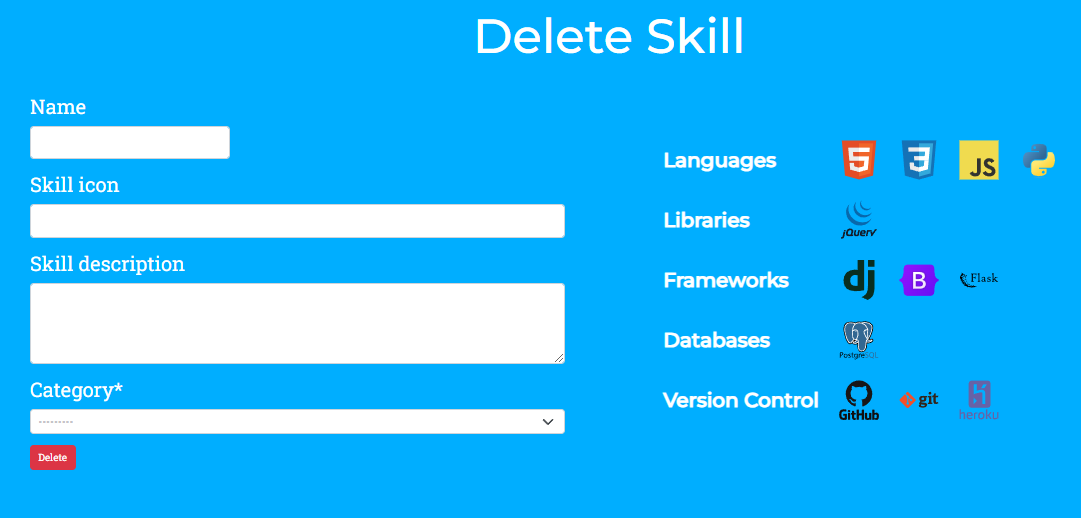 Delete Skill
Name
Skill icon
Skill description
Category*
---------
Delete
Languages
5 3 JS
Libraries
jQuery
Frameworks
dj B Flask
Databases
PostgreSQL
Version Control
GitHub git heroku